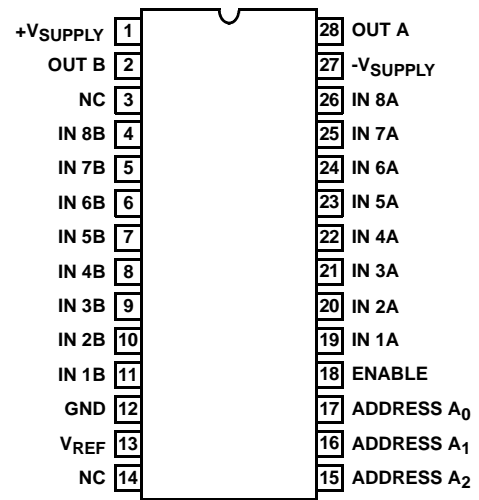 +VSUPPLY 1 28 OUT A
OUT B 2 27 -VSUPPLY
NC 3 26 IN 8A
IN 8B 4 25 IN 7A
IN 7B 5 24 IN 6A
IN 6B 6 23 IN 5A
IN 5B 7 22 IN 4A
IN 4B 8 21 IN 3A
IN 3B 9 20 IN 2A
IN 2B 10 19 IN 1A
IN 1B 11 18 ENABLE
GND 12 17 ADDRESS A0
VREF 13 16 ADDRESS A1
NC 14 15 ADDRESS A2